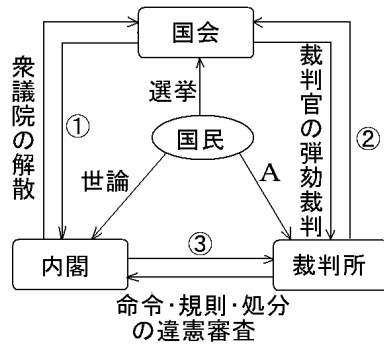 国会
衆議院の解散
①
選挙
裁判官の弾劾裁判
②
国民
世論
A
③
内閣
裁判所
命令・規則・処分
の違憲審査